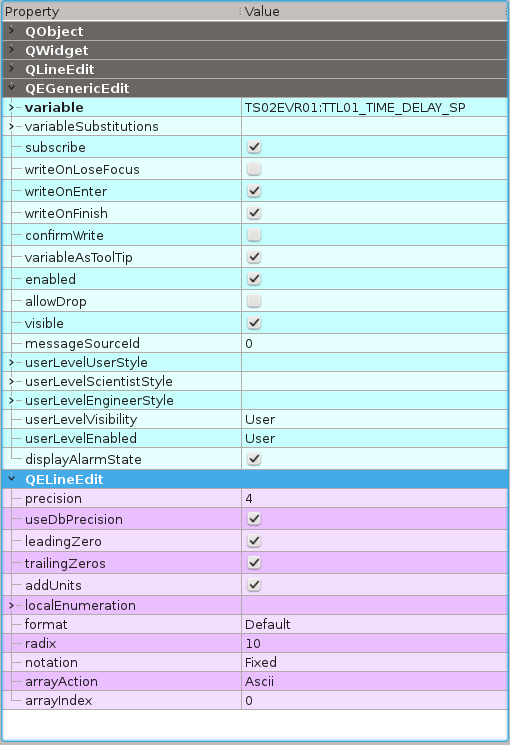 Property Value
QObject
QWidget
QLineEdit
QEGenericEdit
variable TS02EVR01:TTL01_TIME_DELAY_SP
variableSubstitutions
subscribe
writeOnLoseFocus
writeOnEnter
writeOnFinish
confirmWrite
variableAsToolTip
enabled
allowDrop
visible
messageSourceId 0
userLevelUserStyle
userLevelScientistStyle
userLevelEngineerStyle
userLevelVisibility User
userLevelEnabled User
displayAlarmState
QELineEdit
precision 4
useDbPrecision
leadingZero
trailingZeros
addUnits
localEnumeration
format Default
radix 10
notation Fixed
arrayAction Ascii
arrayIndex 0